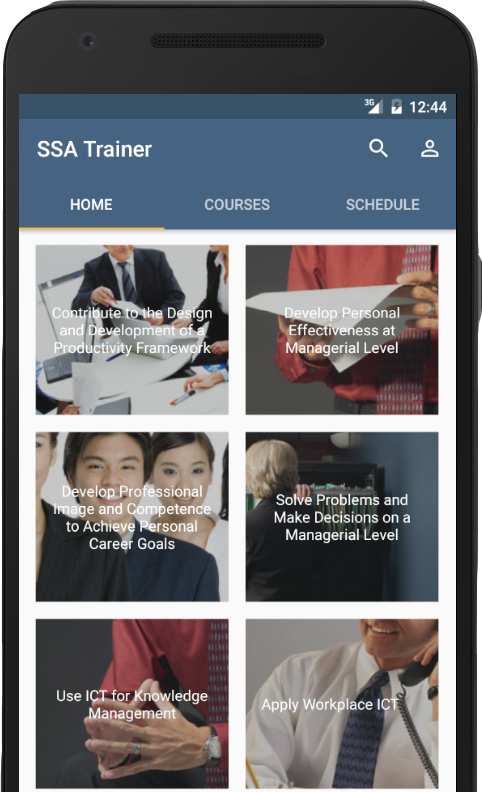 3G 12:44
SSA Trainer
HOME COURSES SCHEDULE
Contribute to the Design
and Development of a
Productivity Framework
Develop Personal
Effectiveness at
Managerial Level
Develop Professional
Image and Competence
to Achieve Personal
Career Goals
Solve Problems and
Make Decisions on a
Managerial Level
Use ICT for Knowledge
Management
Apply Workplace ICT